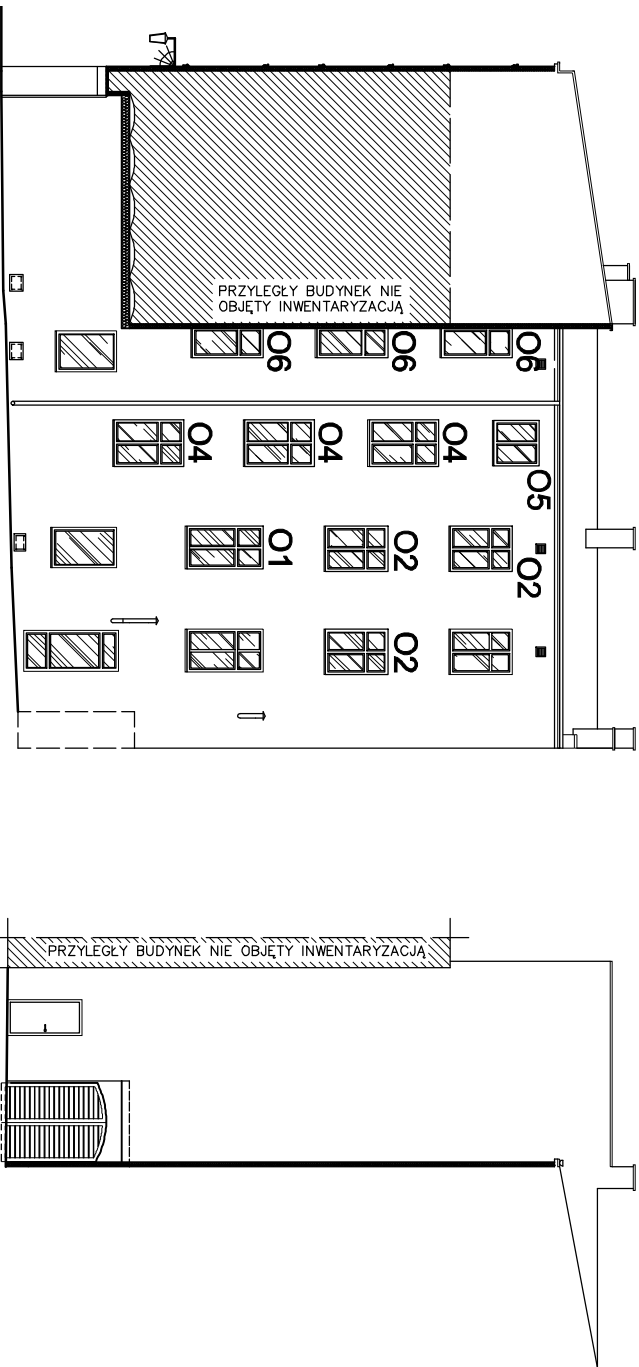 PRZYLEGŁY BUDYNEK NIE
OBJĘTY INWENTARYZACJĄ
O6
O6
O6
O4
O4
O4
O5
O1
O2
O2
O2
PRZYLEGŁY BUDYNEK NIE OBJĘTY INWENTARYZACJĄ